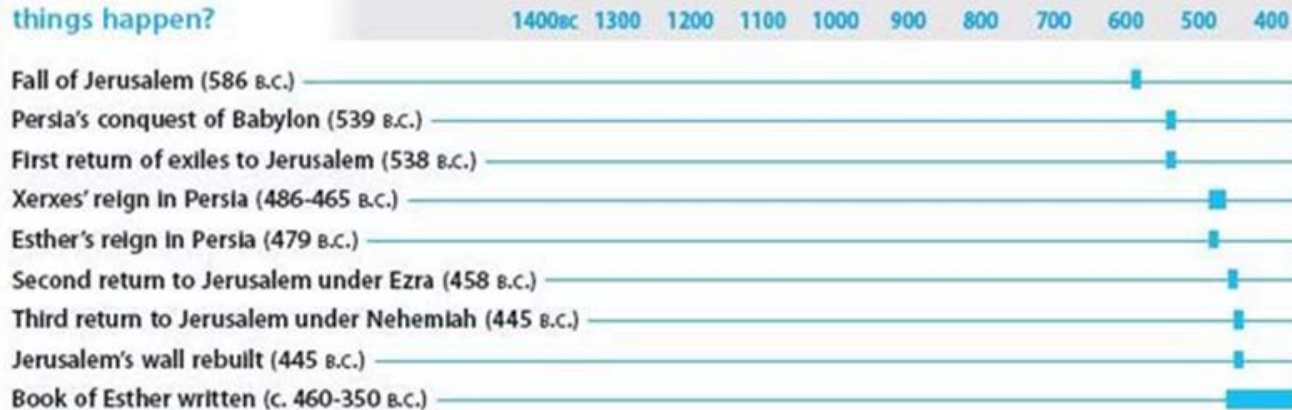 things happen? 1400BC 1300 1200 1100 1000 900 800 700 600 500 400
Fall of Jerusalem (586 B.C.)
Persia's conquest of Babylon (539 B.C.)
First return of exiles to Jerusalem (538 B.C.)
Xerxes' reign in Persia (486-465 B.C.)
Esther's reign in Persia (479 B.C.)
Second return to Jerusalem under Ezra (458 B.C.)
Third return to Jerusalem under Nehemiah (445 B.C.)
Jerusalem's wall rebuilt (445 B.C.)
Book of Esther written (c. 460-350 B.C.)